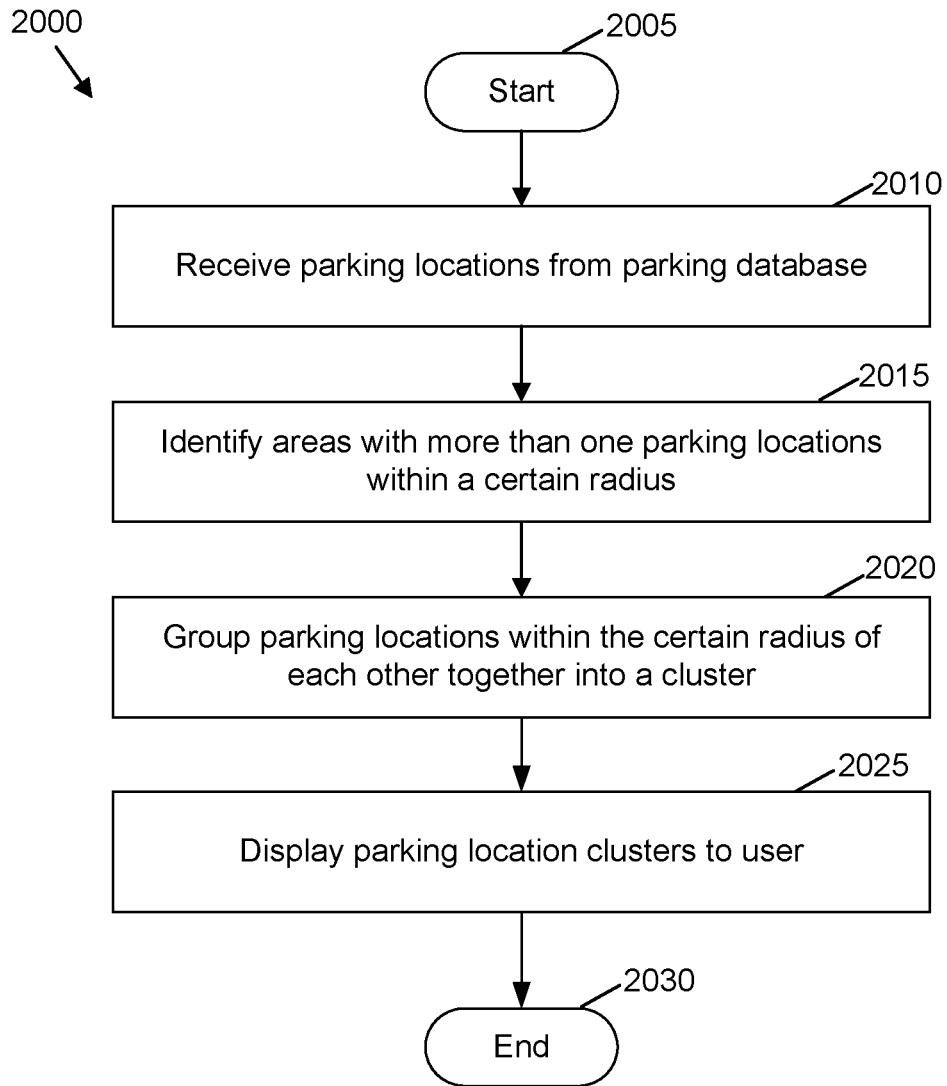 2000
2005
Start
2010
Receive parking locations from parking database
2015
Identify areas with more than one parking locations
within a certain radius
2020
Group parking locations within the certain radius of
each other together into a cluster
2025
Display parking location clusters to user
2030
End